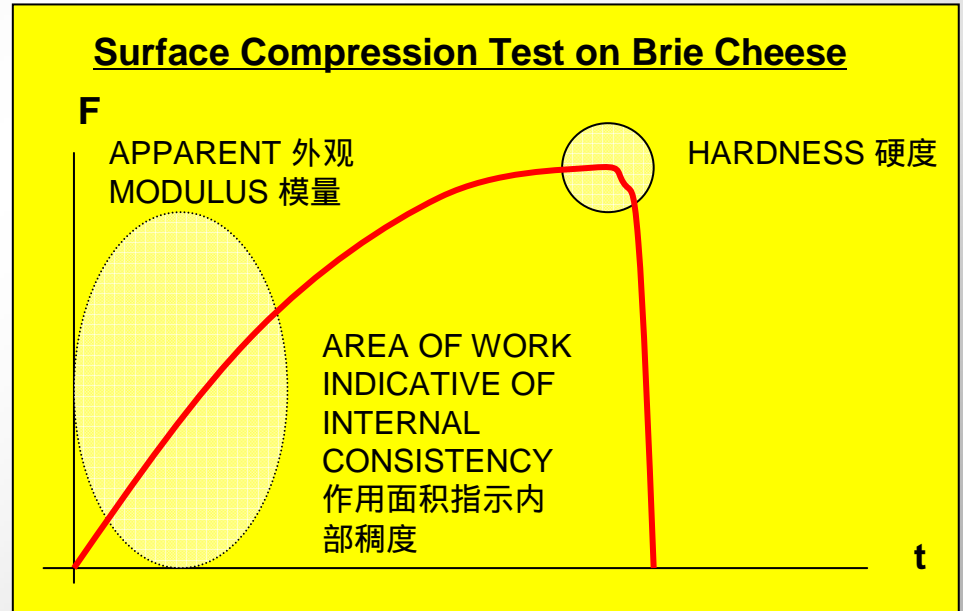 Surface Compression Test on Brie Cheese
F
APPARENT 外观
MODULUS 模量
HARDNESS 硬度
AREA OF WORK
INDICATIVE OF
INTERNAL
CONSISTENCY
作用面积指示内
部稠度
t